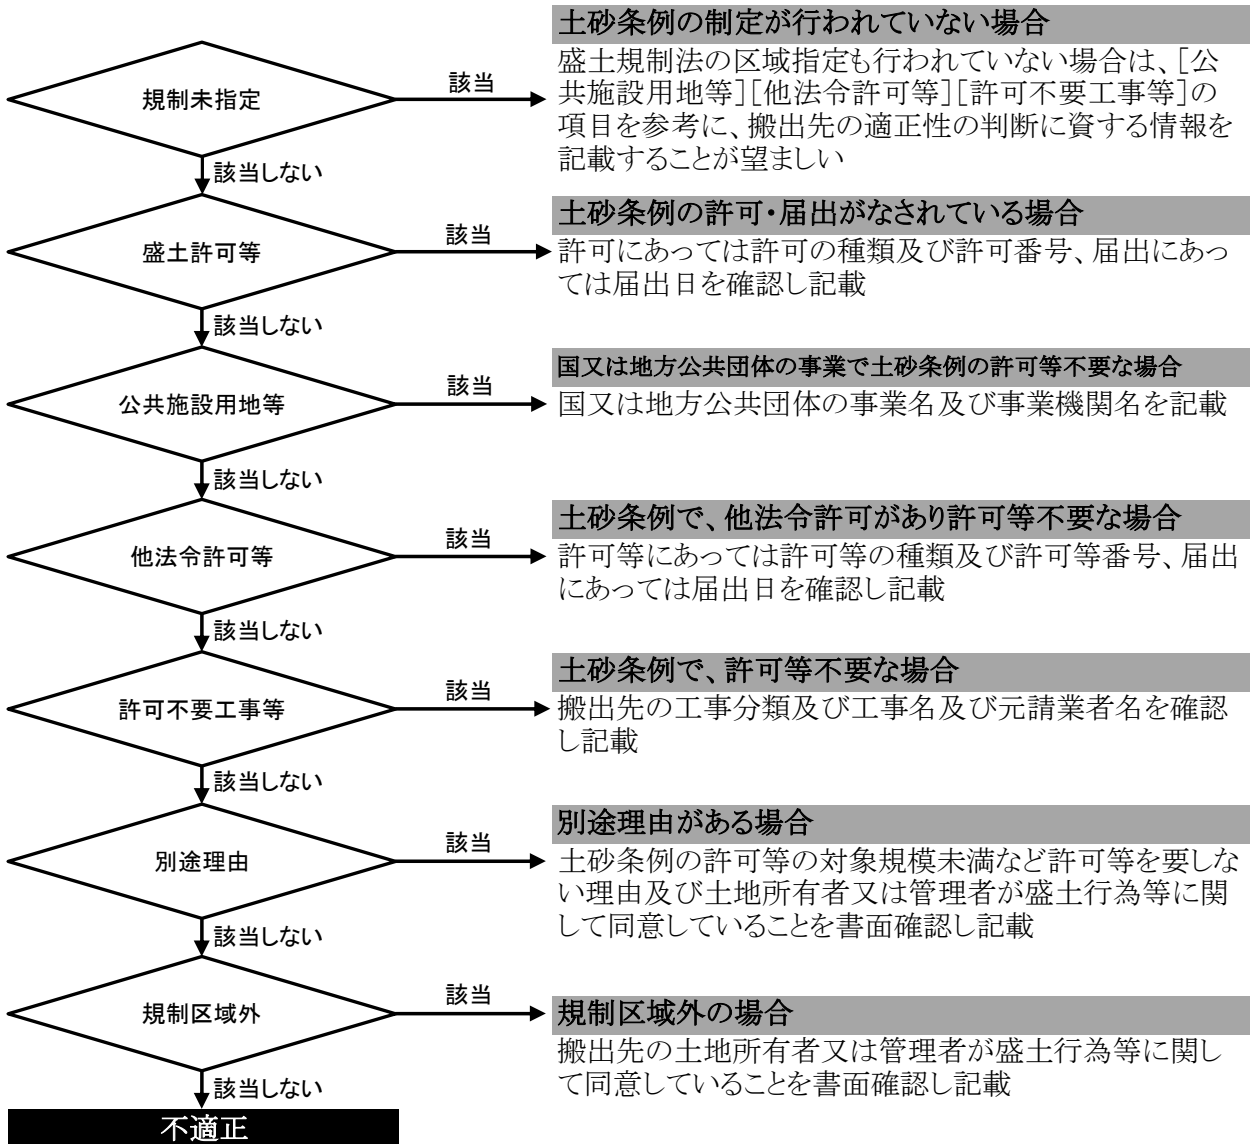 土砂条例の制定が行われていない場合
規制未指定
該当
盛土規制法の区域指定も行われていない場合は、［公
共施設用地等］［他法令許可等］［許可不要工事等］の
項目を参考に、搬出先の適正性の判断に資する情報を
記載することが望ましい
該当しない
土砂条例の許可・届出がなされている場合
盛土許可等
該当
許可にあっては許可の種類及び許可番号、届出にあっ
ては届出日を確認し記載
該当しない
国又は地方公共団体の事業で土砂条例の許可等不要な場合
公共施設用地等
該当
国又は地方公共団体の事業名及び事業機関名を記載
該当しない
土砂条例で、他法令許可があり許可等不要な場合
他法令許可等
該当
許可等にあっては許可等の種類及び許可等番号、届出
にあっては届出日を確認し記載
該当しない
土砂条例で、許可等不要な場合
許可不要工事等
該当
搬出先の工事分類及び工事名及び元請業者名を確認
し記載
該当しない
別途理由がある場合
別途理由
該当
土砂条例の許可等の対象規模未満など許可等を要しな
い理由及び土地所有者又は管理者が盛土行為等に関
して同意していることを書面確認し記載
該当しない
規制区域外の場合
規制区域外
該当
搬出先の土地所有者又は管理者が盛土行為等に関し
て同意していることを書面確認し記載
該当しない
不適正